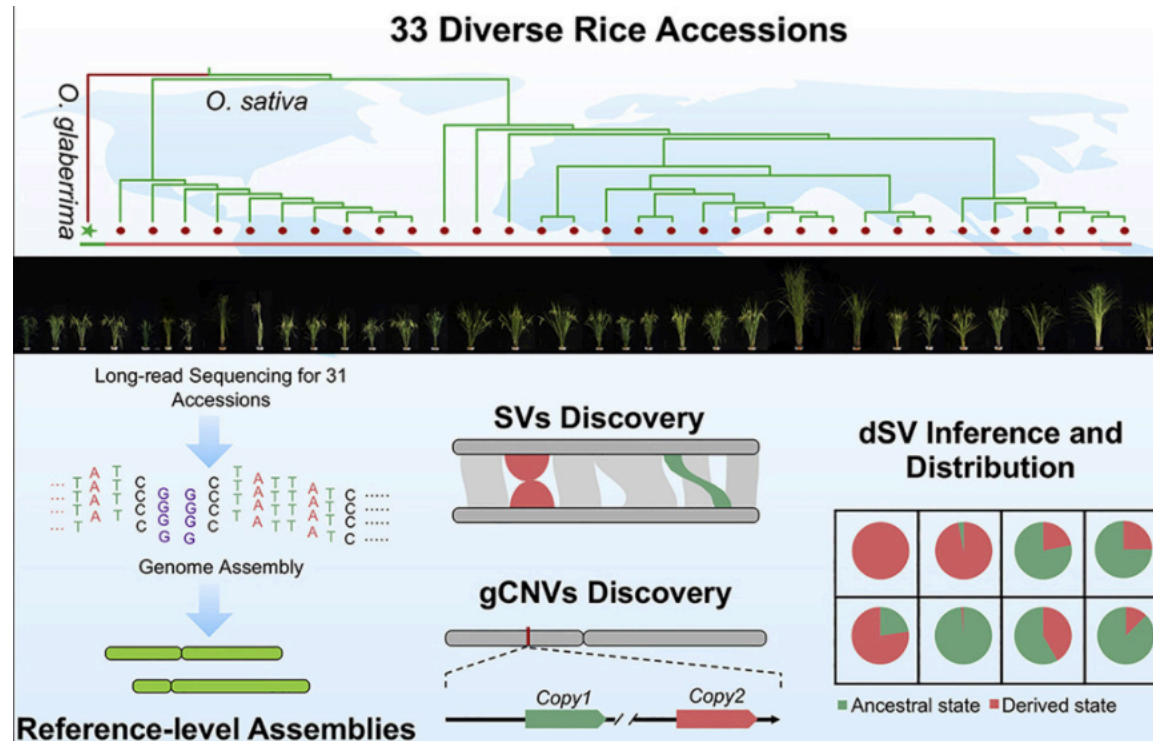 33 Diverse Rice Accessions
O. glaberrima
O. sativa
Long-read Sequencing for 31
Accessions
... T A T C G G C T A T T A T C .....
... T A T C G G C T A T T A T C .....
... T A T C G G C T A T T A T C .....
... T A T C G G C T A T T A T C .....
Genome Assembly
Reference-level Assemblies
SVs Discovery
gCNVs Discovery
Copy1
Copy2
dSV Inference and
Distribution
Ancestral state
Derived state